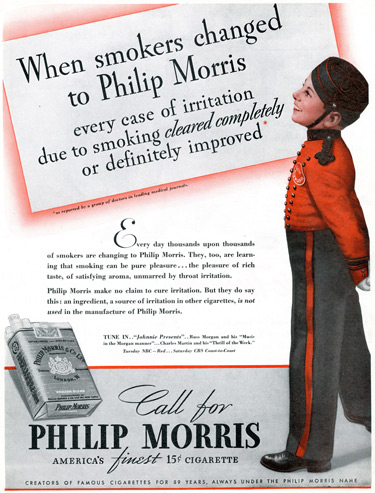 When smokers changed
to Philip Morris
every case of irritation
due to smoking cleared completely
or definitely improved*
*as reported by a group of doctors in leading medical journals.
Every day thousands upon thousands
of smokers are changing to Philip Morris. They, too, are learn-
ing that smoking can be pure pleasure... the pleasure of rich
taste, of satisfying aroma, unmarred by throat irritation.
Philip Morris make no claim to cure irritation. But they do say
this: an ingredient, a source of irritation in other cigarettes, is not
used in the manufacture of Philip Morris.
TUNE IN.."Johnnie Presents"...Russ Morgan and his "Music
in the Morgan manner"...Charles Martin and his "Thrill of the Week."
Tuesday NBC – Red... Saturday CBS Coast-to-Coast
PHILIP MORRIS & CO. LTD.
LONDON
PHILIP MORRIS
Call for
PHILIP MORRIS
AMERICA'S finest 15¢ CIGARETTE
CREATORS OF FAMOUS CIGARETTES FOR 89 YEARS, ALWAYS UNDER THE PHILIP MORRIS NAME